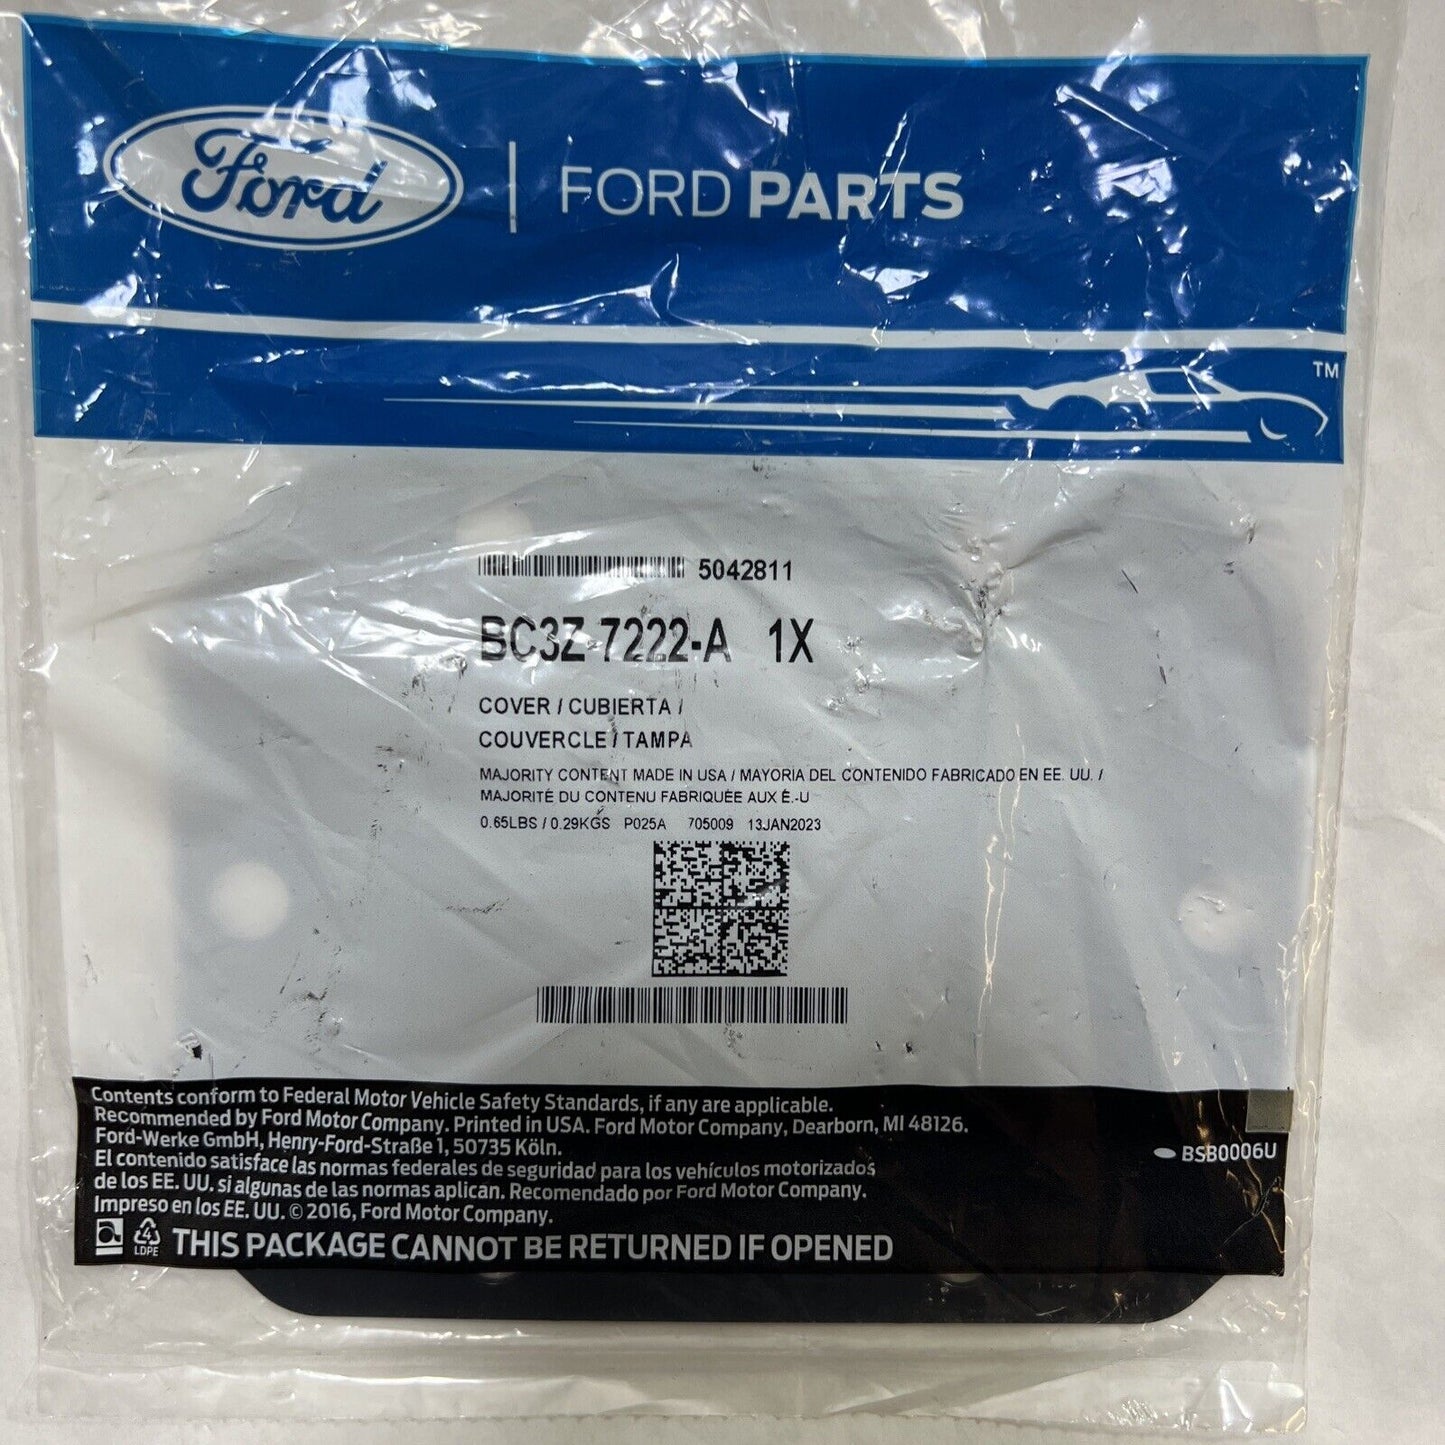 Ford | FORD PARTS
TM
5042811
BC3Z-7222-A 1X
COVER / CUBIERTA /
COUVERCLE / TAMPA
MAJORITY CONTENT MADE IN USA / MAYORIA DEL CONTENIDO FABRICADO EN EE. UU. /
MAJORITÉ DU CONTENU FABRIQUÉE AUX É.-U
0.65LBS / 0.29KGS P025A 705009 13JAN2023
Contents conform to Federal Motor Vehicle Safety Standards, if any are applicable.
Recommended by Ford Motor Company. Printed in USA. Ford Motor Company, Dearborn, MI 48126.
Ford-Werke GmbH, Henry-Ford-Straße 1, 50735 Köln.
El contenido satisface las normas federales de seguridad para los vehículos motorizados
de los EE. UU. si algunas de las normas aplican. Recomendado por Ford Motor Company.
Impreso en los EE. UU. © 2016, Ford Motor Company.
BSB0006U
4
LDPE
THIS PACKAGE CANNOT BE RETURNED IF OPENED